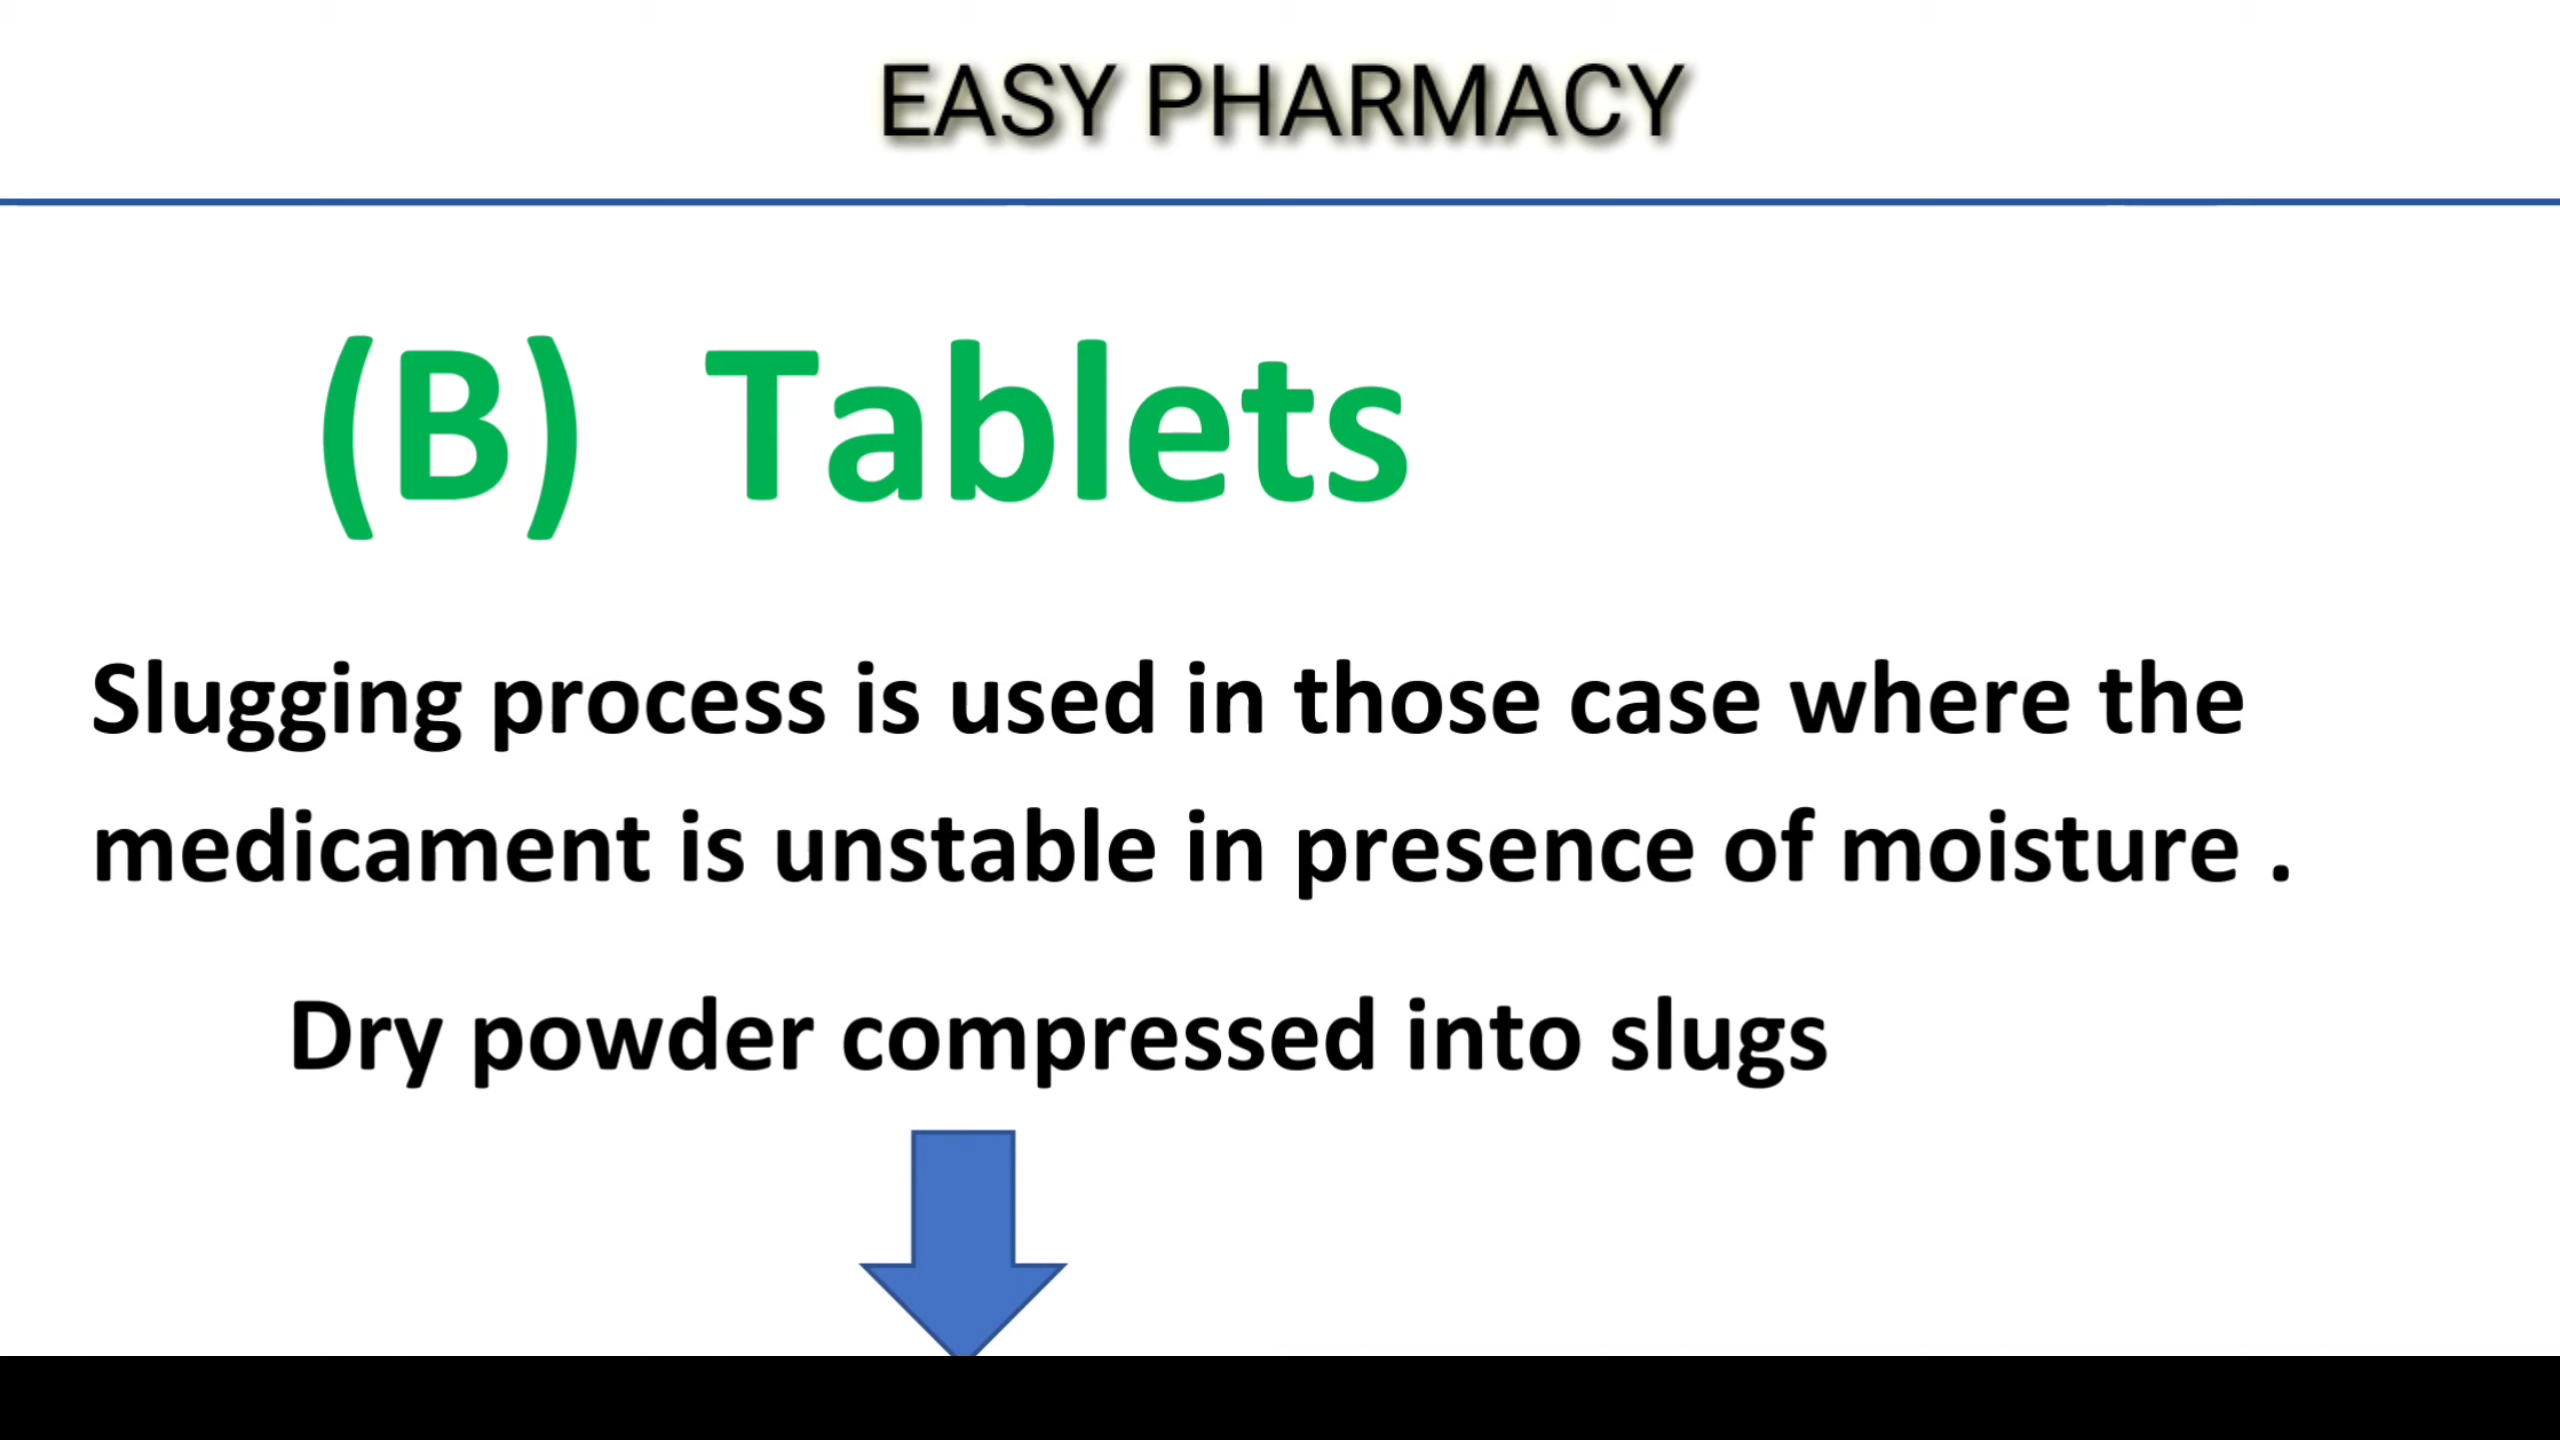 EASY PHARMACY
(B) Tablets
Slugging process is used in those case where the
medicament is unstable in presence of moisture .
Dry powder compressed into slugs